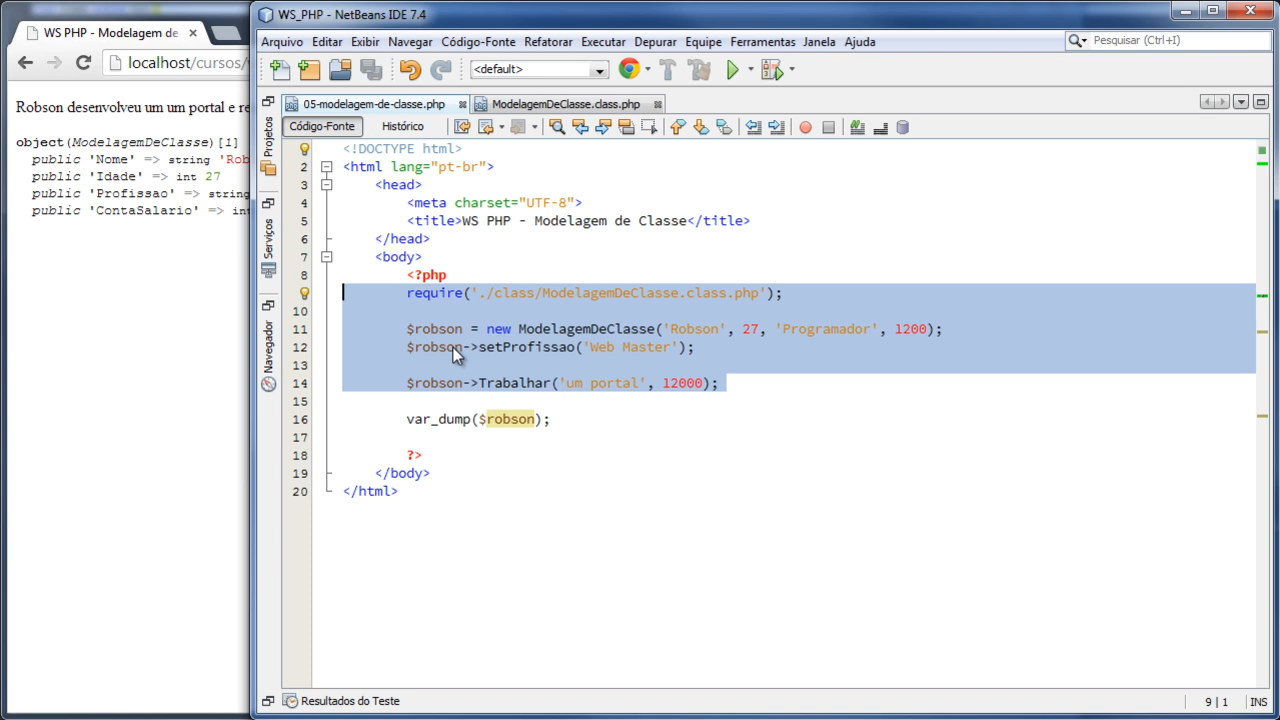 WS PHP - Modelagem de
localhost/cursos/
Robson desenvolveu um um portal e re
object(ModelagemDeClasse)[1]
public 'Nome' => string 'Rob
public 'Idade' => int 27
public 'Profissao' => string
public 'ContaSalario' => int
WS_PHP - NetBeans IDE 7.4
Arquivo Editar Exibir Navegar Código-Fonte Refatorar Executar Depurar Equipe Ferramentas Janela Ajuda
Pesquisar (Ctrl+I)
<default>
05-modelagem-de-classe.php ModelagemDeClasse.class.php
Código-Fonte Histórico
Projetos
Serviços
Navegador
<!DOCTYPE html>
2 <html lang="pt-br">
3 <head>
4 <meta charset="UTF-8">
5 <title>WS PHP - Modelagem de Classe</title>
6 </head>
7 <body>
8 <?php
require('./class/ModelagemDeClasse.class.php');
10
11 $robson = new ModelagemDeClasse('Robson', 27, 'Programador', 1200);
12 $robson->setProfissao('Web Master');
13
14 $robson->Trabalhar('um portal', 12000);
15
16 var_dump($robson);
17
18 ?>
19 </body>
20 </html>
Resultados do Teste
9 | 1 INS